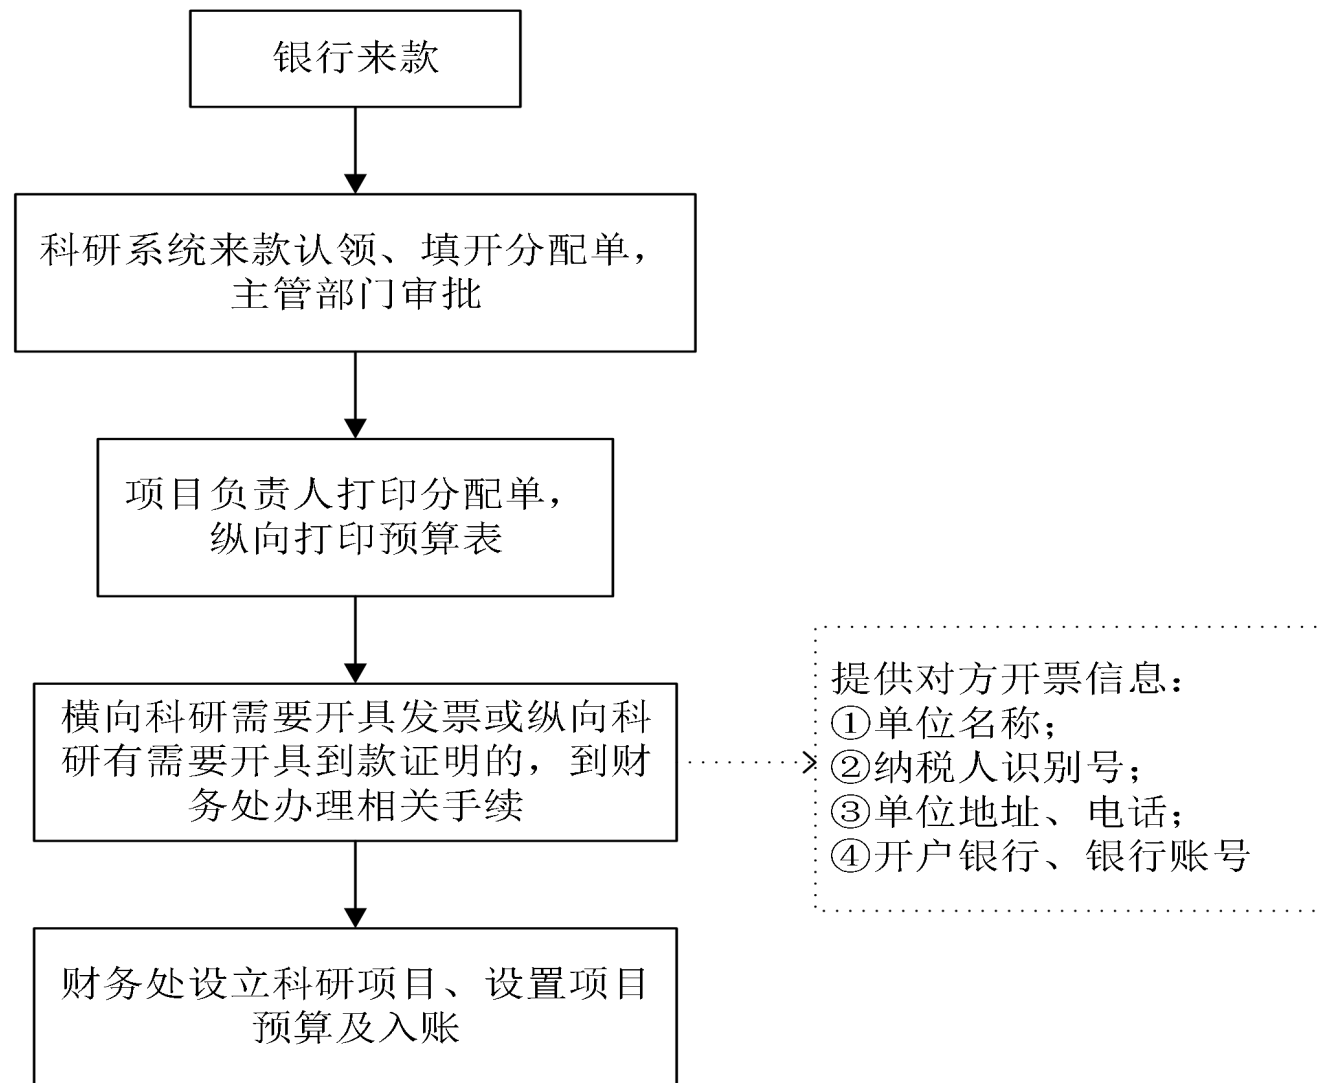 银行来款
科研系统来款认领、填开分配单，
主管部门审批
项目负责人打印分配单，
纵向打印预算表
横向科研需要开具发票或纵向科
研有需要开具到款证明的，到财
务处办理相关手续
提供对方开票信息：
①单位名称；
②纳税人识别号；
③单位地址、电话；
④开户银行、银行账号
财务处设立科研项目、设置项目
预算及入账